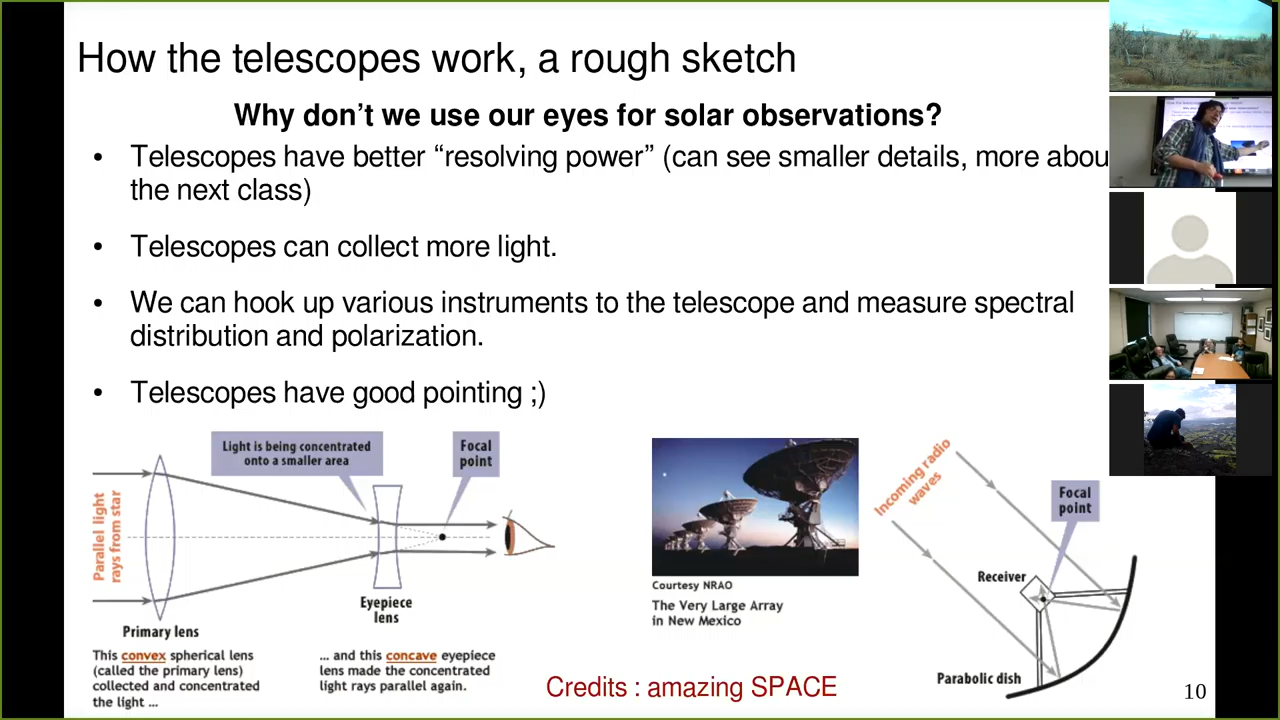 How the telescopes work, a rough sketch
Why don't we use our eyes for solar observations?
• Telescopes have better “resolving power” (can see smaller details, more abou
the next class)
• Telescopes can collect more light.
• We can hook up various instruments to the telescope and measure spectral
distribution and polarization.
• Telescopes have good pointing ;)
Light is being concentrated
onto a smaller area
Focal
point
Parallel light
rays from star
Eyepiece
lens
Primary lens
This convex spherical lens
(called the primary lens)
collected and concentrated
the light ...
... and this concave eyepiece
lens made the concentrated
light rays parallel again.
Courtesy NRAO
The Very Large Array
in New Mexico
Incoming radio
waves
Focal
point
Receiver
Parabolic dish
Credits : amazing SPACE
10